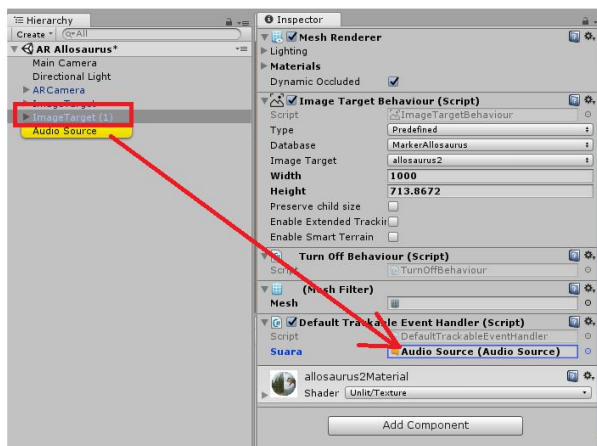 Hierarchy
Create
All
AR Allosaurus*
Main Camera
Directional Light
ARCamera
ImageTarget
ImageTarget (1)
Audio Source
Inspector
Mesh Renderer
Lighting
Materials
Dynamic Occluded
Image Target Behaviour (Script)
Script ImageTargetBehaviour
Type Predefined
Database MarkerAllosaurus
Image Target allosaurus2
Width 1000
Height 713.8672
Preserve child size
Enable Extended Trackin
Enable Smart Terrain
Turn Off Behaviour (Script)
Script TurnOffBehaviour
(Mesh Filter)
Mesh
Default Trackable Event Handler (Script)
Script DefaultTrackableEventHandler
Suara Audio Source (Audio Source)
allosaurus2Material
Shader Unlit/Texture
Add Component